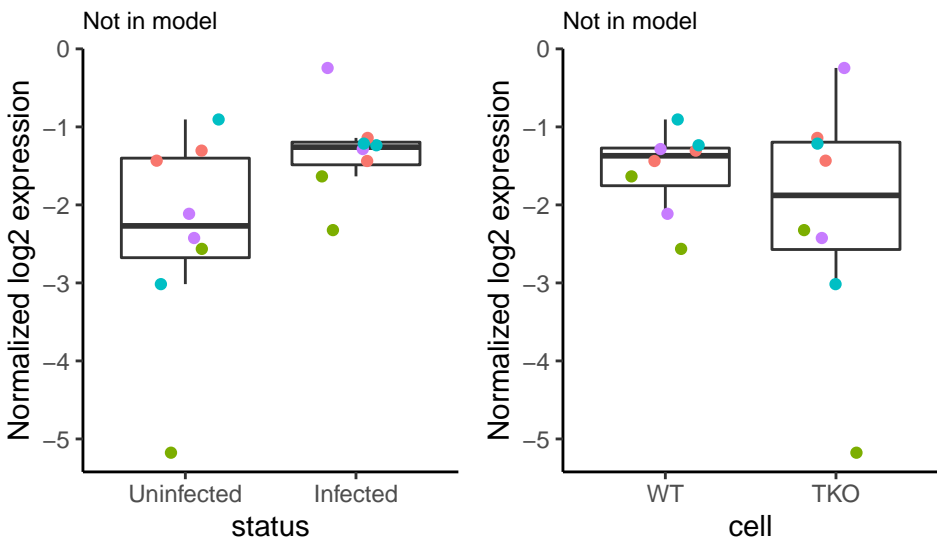 Not in model
Normalized log2 expression
0
−1
−2
−3
−4
−5
Uninfected
Infected
status
Not in model
Normalized log2 expression
0
−1
−2
−3
−4
−5
WT
TKO
cell